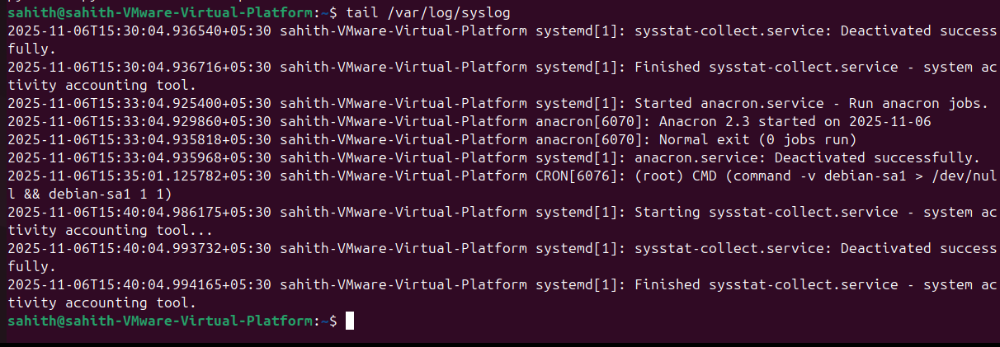 sahith@sahith-VMware-Virtual-Platform:~$ tail /var/log/syslog
2025-11-06T15:30:04.936540+05:30 sahith-VMware-Virtual-Platform systemd[1]: sysstat-collect.service: Deactivated success
fully.
2025-11-06T15:30:04.936716+05:30 sahith-VMware-Virtual-Platform systemd[1]: Finished sysstat-collect.service - system ac
tivity accounting tool.
2025-11-06T15:33:04.925400+05:30 sahith-VMware-Virtual-Platform systemd[1]: Started anacron.service - Run anacron jobs.
2025-11-06T15:33:04.929860+05:30 sahith-VMware-Virtual-Platform anacron[6070]: Anacron 2.3 started on 2025-11-06
2025-11-06T15:33:04.935818+05:30 sahith-VMware-Virtual-Platform anacron[6070]: Normal exit (0 jobs run)
2025-11-06T15:33:04.935968+05:30 sahith-VMware-Virtual-Platform systemd[1]: anacron.service: Deactivated successfully.
2025-11-06T15:35:01.125782+05:30 sahith-VMware-Virtual-Platform CRON[6076]: (root) CMD (command -v debian-sa1 > /dev/nul
l && debian-sa1 1 1)
2025-11-06T15:40:04.986175+05:30 sahith-VMware-Virtual-Platform systemd[1]: Starting sysstat-collect.service - system ac
tivity accounting tool...
2025-11-06T15:40:04.993732+05:30 sahith-VMware-Virtual-Platform systemd[1]: sysstat-collect.service: Deactivated success
fully.
2025-11-06T15:40:04.994165+05:30 sahith-VMware-Virtual-Platform systemd[1]: Finished sysstat-collect.service - system ac
tivity accounting tool.
sahith@sahith-VMware-Virtual-Platform:~$